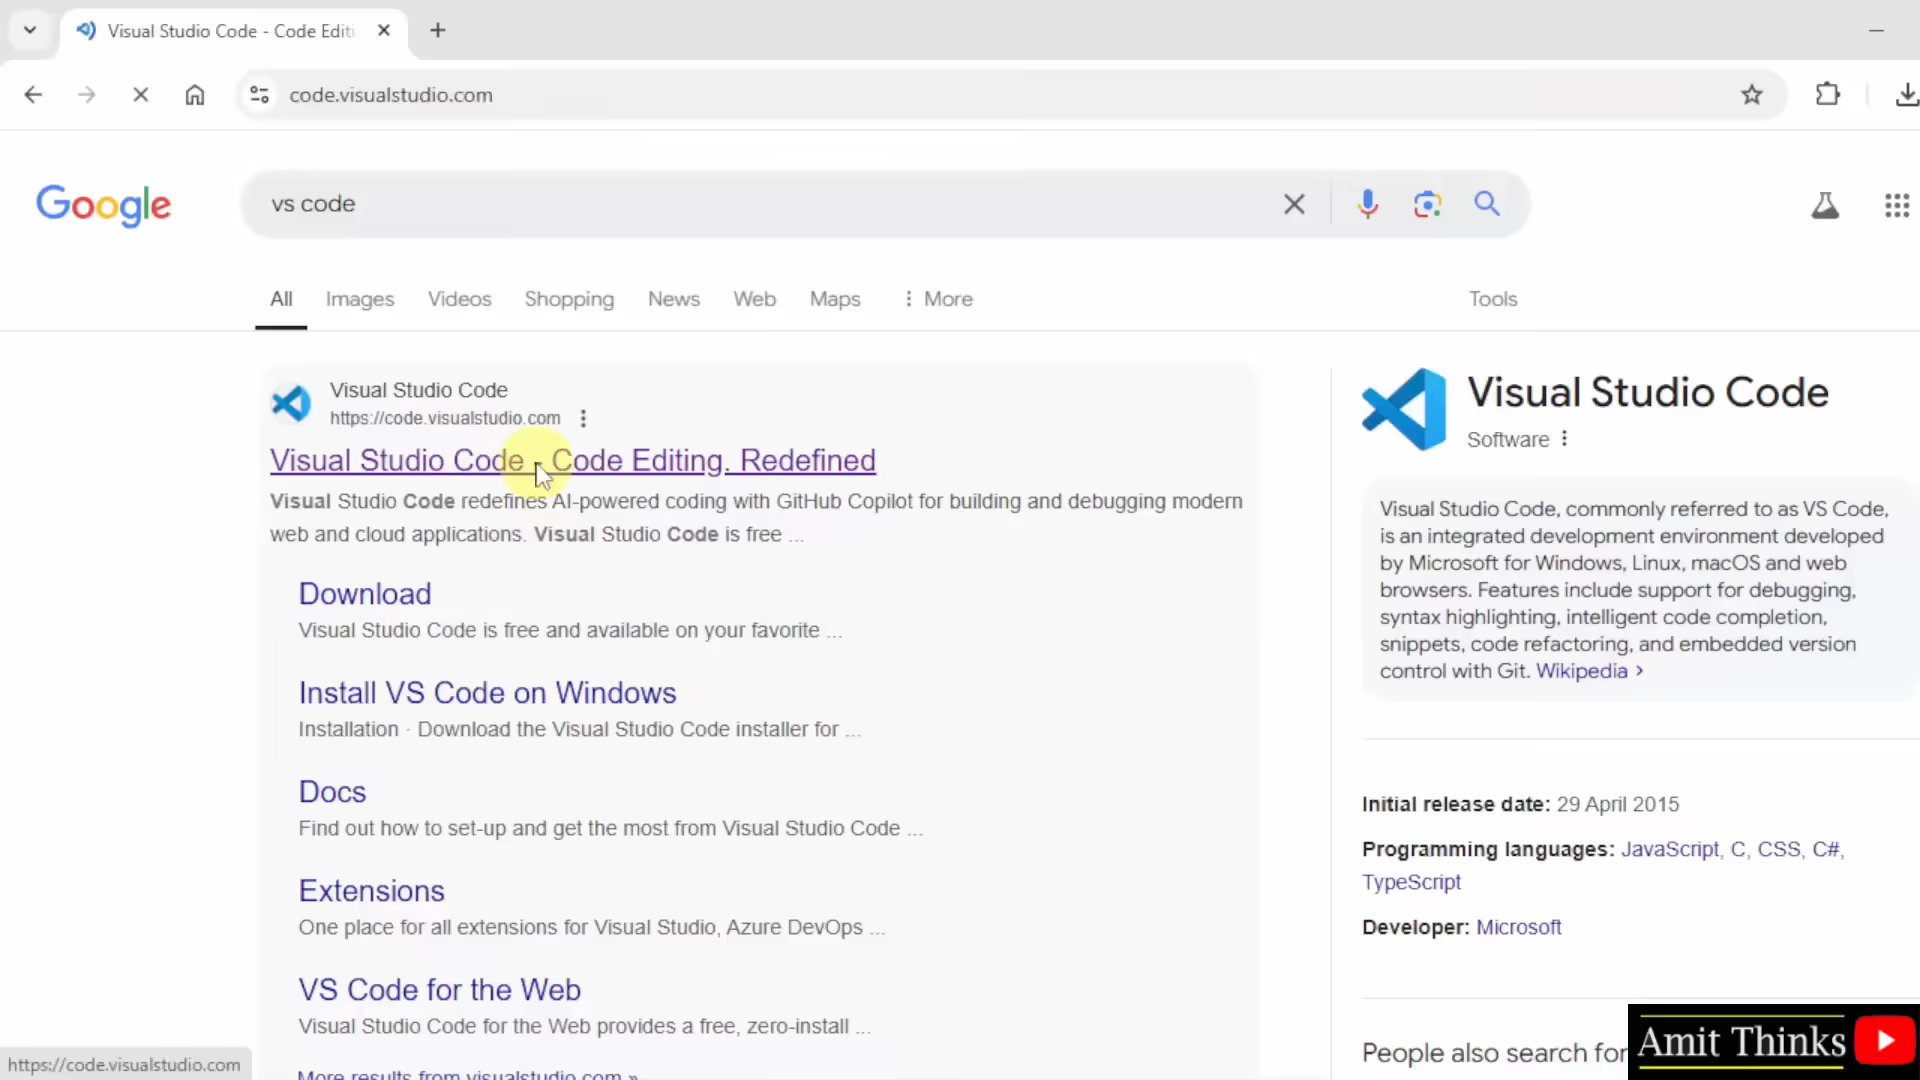 Visual Studio Code - Code Editi
code.visualstudio.com
Google
vs code
All Images Videos Shopping News Web Maps More Tools
Visual Studio Code
https://code.visualstudio.com
Visual Studio Code - Code Editing. Redefined
Visual Studio Code redefines AI-powered coding with GitHub Copilot for building and debugging modern
web and cloud applications. Visual Studio Code is free ...
Download
Visual Studio Code is free and available on your favorite ...
Install VS Code on Windows
Installation · Download the Visual Studio Code installer for ...
Docs
Find out how to set-up and get the most from Visual Studio Code ...
Extensions
One place for all extensions for Visual Studio, Azure DevOps ...
VS Code for the Web
Visual Studio Code for the Web provides a free, zero-install ...
More results from visualstudio.com »
Visual Studio Code
Software
Visual Studio Code, commonly referred to as VS Code,
is an integrated development environment developed
by Microsoft for Windows, Linux, macOS and web
browsers. Features include support for debugging,
syntax highlighting, intelligent code completion,
snippets, code refactoring, and embedded version
control with Git. Wikipedia >
Initial release date: 29 April 2015
Programming languages: JavaScript, C, CSS, C#,
TypeScript
Developer: Microsoft
People also search for
Amit Thinks
https://code.visualstudio.com